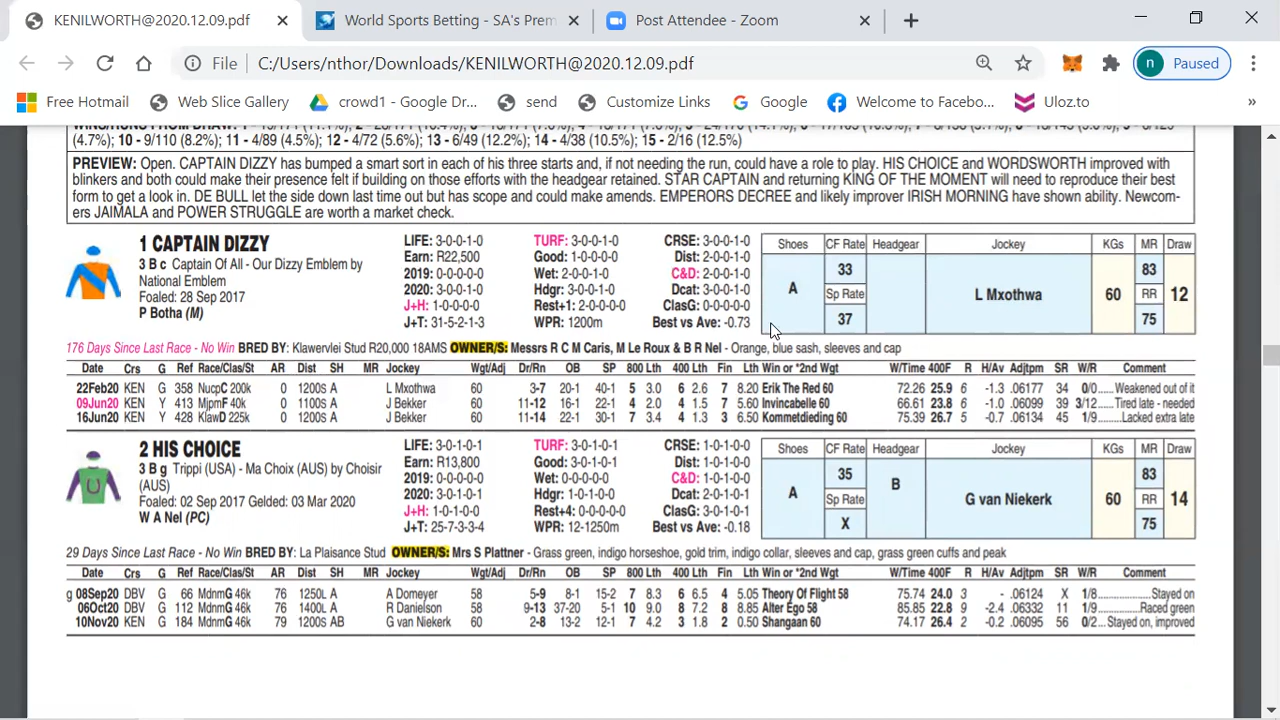 KENILWORTH@2020.12.09.pdf
World Sports Betting - SA's Prem
Post Attendee - Zoom
File C:/Users/nthor/Downloads/KENILWORTH@2020.12.09.pdf
n Paused
Free Hotmail Web Slice Gallery crowd1 - Google Dr... send Customize Links Google Welcome to Facebo... Uloz.to »
(4.7%) 10 - 9/110 (8.2%) 11 - 4/89 (4.5%) 12 - 4/72 (5.6%) 13 - 6/49 (12.2%) 14 - 4/38 (10.5%) 15 - 2/16 (12.5%)
PREVIEW: Open. CAPTAIN DIZZY has bumped a smart sort in each of his three starts and, if not needing the run, could have a role to play. HIS CHOICE and WORDSWORTH improved with
blinkers and both could make their presence felt if building on those efforts with the headgear retained. STAR CAPTAIN and returning KING OF THE MOMENT will need to reproduce their best
form to get a look in. DE BULL let the side down last time out but has scope and could make amends. EMPERORS DECREE and likely improver IRISH MORNING have shown ability. Newcom-
ers JAIMALA and POWER STRUGGLE are worth a market check.
1 CAPTAIN DIZZY
3 B c Captain Of All - Our Dizzy Emblem by
National Emblem
Foaled: 28 Sep 2017
P Botha (M)
LIFE: 3-0-0-1-0 TURF: 3-0-0-1-0 CRSE: 3-0-0-1-0
Earn: R22,500 Good: 1-0-0-0-0 Dist: 2-0-0-1-0
2019: 0-0-0-0-0 Wet: 2-0-0-1-0 C&D: 2-0-0-1-0
2020: 3-0-0-1-0 Hdgr: 3-0-0-1-0 Dcat: 3-0-0-1-0
J+H: 1-0-0-0-0 Rest+1: 2-0-0-0-0 ClasG: 0-0-0-0-0
J+T: 31-5-2-1-3 WPR: 1200m Best vs Ave: -0.73
Shoes CF Rate Headgear Jockey KGs MR Draw
33 83
A Sp Rate L Mxothwa 60 RR 12
37 75
176 Days Since Last Race - No Win BRED BY: Klawervlei Stud R20,000 18AMS OWNER/S: Messrs R C M Caris, M Le Roux & B R Nel - Orange, blue sash, sleeves and cap
Date Crs G Ref Race/Clas/St AR Dist SH MR Jockey Wgt/Adj Dr/Rn OB SP 800 Lth 400 Lth Fin Lth Win or *2nd Wgt W/Time 400F R H/Av Adjtpm SR W/R Comment
22Feb20 KEN G 358 NucpC 200k 0 1200S A L Mxothwa 60 3-7 20-1 40-1 5 3.0 6 2.6 7 8.20 Erik The Red 60 72.26 25.9 6 -1.3 .06177 34 0/0 ..Weakened out of it
09Jun20 KEN Y 413 MjpmF 40k 0 1100S A J Bekker 60 11-12 16-1 22-1 4 2.0 4 1.5 7 5.60 Invincabelle 60 66.61 23.8 6 -1.0 .06099 39 3/12 ...Tired late - needed
16Jun20 KEN Y 428 KlawD 225k 0 1200S A J Bekker 60 11-14 22-1 30-1 7 3.4 4 1.3 3 6.50 Kommetdieding 60 75.39 26.7 5 -0.7 .06134 45 1/9 ......Lacked extra late
2 HIS CHOICE
3 B g Trippi (USA) - Ma Choix (AUS) by Choisir
(AUS)
Foaled: 02 Sep 2017 Gelded: 03 Mar 2020
W A Nel (PC)
LIFE: 3-0-1-0-1 TURF: 3-0-1-0-1 CRSE: 1-0-1-0-0
Earn: R13,800 Good: 3-0-1-0-1 Dist: 1-0-1-0-0
2019: 0-0-0-0-0 Wet: 0-0-0-0-0 C&D: 1-0-1-0-0
2020: 3-0-1-0-1 Hdgr: 1-0-1-0-0 Dcat: 2-0-1-0-1
J+H: 1-0-1-0-0 Rest+4: 0-0-0-0-0 ClasG: 3-0-1-0-1
J+T: 25-7-3-3-4 WPR: 12-1250m Best vs Ave: -0.18
Shoes CF Rate Headgear Jockey KGs MR Draw
35 B 83
A Sp Rate G van Niekerk 60 RR 14
X 75
29 Days Since Last Race - No Win BRED BY: La Plaisance Stud OWNER/S: Mrs S Plattner - Grass green, indigo horseshoe, gold trim, indigo collar, sleeves and cap, grass green cuffs and peak
Date Crs G Ref Race/Clas/St AR Dist SH MR Jockey Wgt/Adj Dr/Rn OB SP 800 Lth 400 Lth Fin Lth Win or *2nd Wgt W/Time 400F R H/Av Adjtpm SR W/R Comment
g 08Sep20 DBV G 66 MdnmG 46k 76 1250L A A Domeyer 58 5-9 8-1 15-2 7 8.3 6 6.5 4 5.05 Theory Of Flight 58 75.74 24.0 3 - .06124 X 1/8 ...............Stayed on
06Oct20 DBV G 112 MdnmG 46k 76 1400L A R Danielson 58 9-13 37-20 5-1 10 9.0 8 7.2 8 8.85 Alter Ego 58 85.85 22.8 9 -2.4 .06332 11 1/9 ............Raced green
10Nov20 KEN G 184 MdnmG 46k 79 1200S AB G van Niekerk 60 2-8 13-2 12-1 7 4.2 3 1.8 2 0.50 Shangaan 60 74.17 26.4 2 -0.2 .06095 56 0/2 ... Stayed on, improved